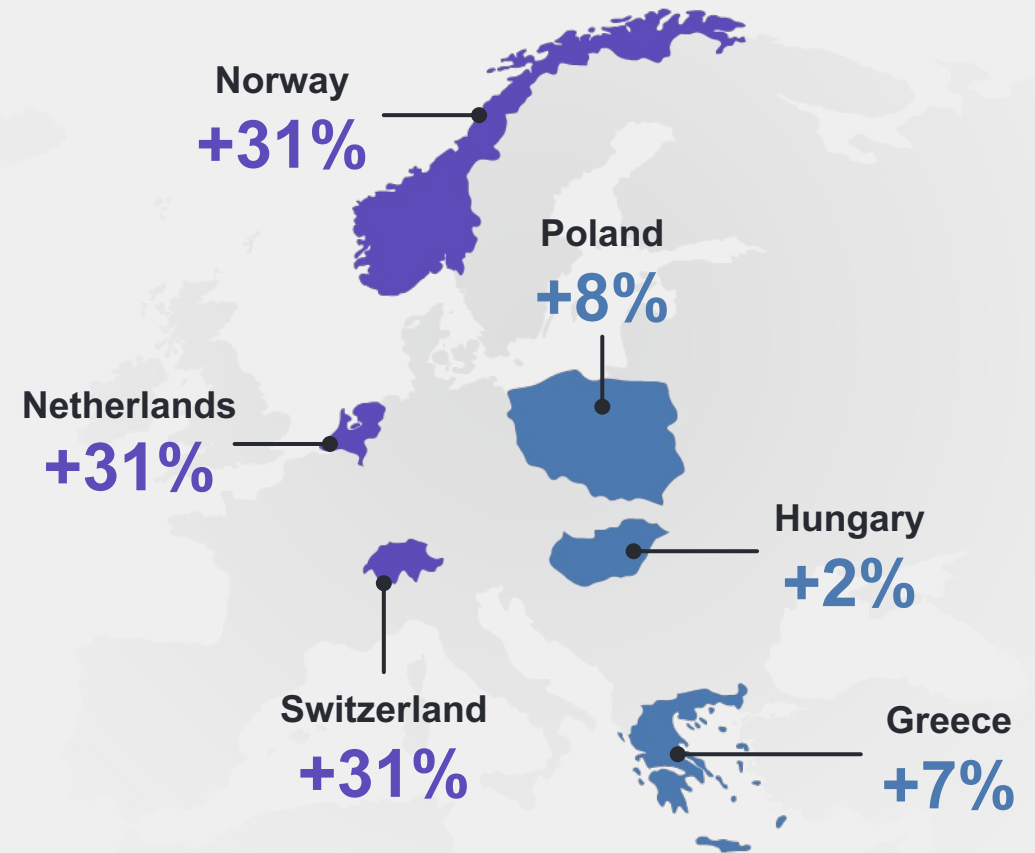 Norway
+31%
Poland
+8%
Netherlands
+31%
Hungary
+2%
Switzerland
+31%
Greece
+7%